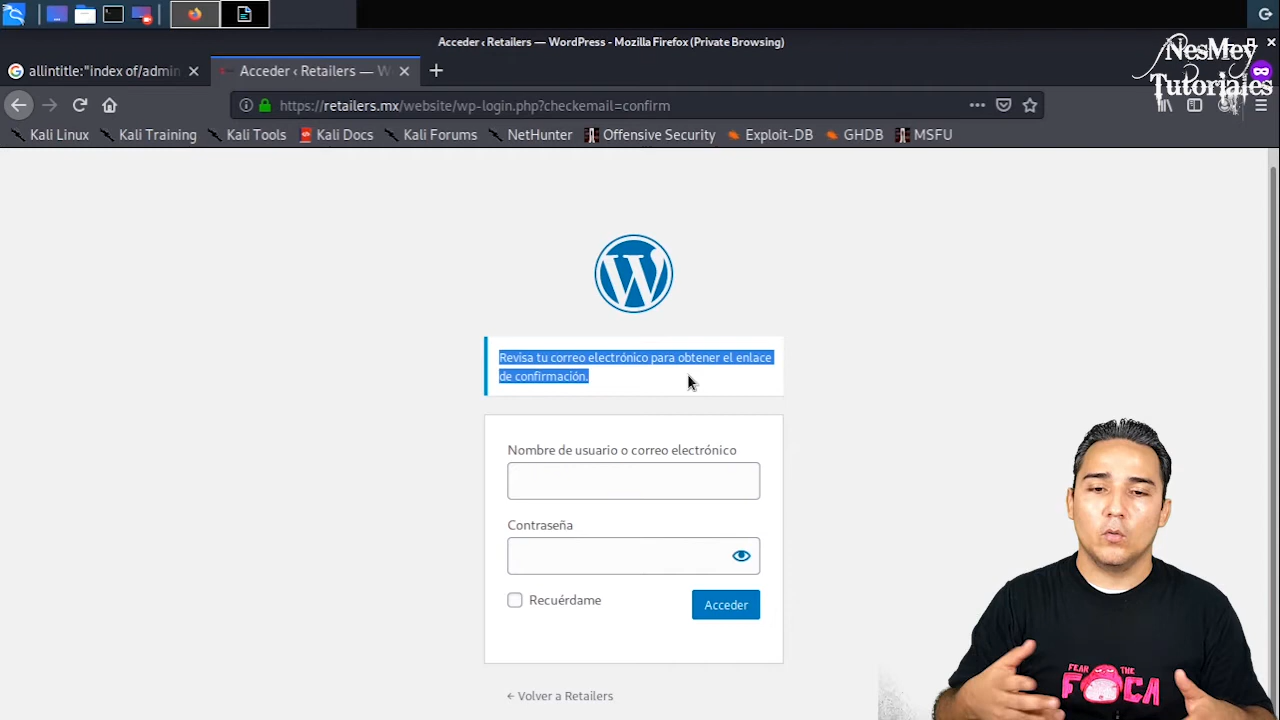 Acceder ‹ Retailers — WordPress - Mozilla Firefox (Private Browsing)
NesMey
Tutoriales
allintitle:"index of/admin
Acceder ‹ Retailers — W
https://retailers.mx/website/wp-login.php?checkemail=confirm
Kali Linux Kali Training Kali Tools Kali Docs Kali Forums NetHunter Offensive Security Exploit-DB GHDB MSFU
Revisa tu correo electrónico para obtener el enlace
de confirmación.
Nombre de usuario o correo electrónico
Contraseña
Recuérdame
Acceder
← Volver a Retailers
FEAR THE
FOCA